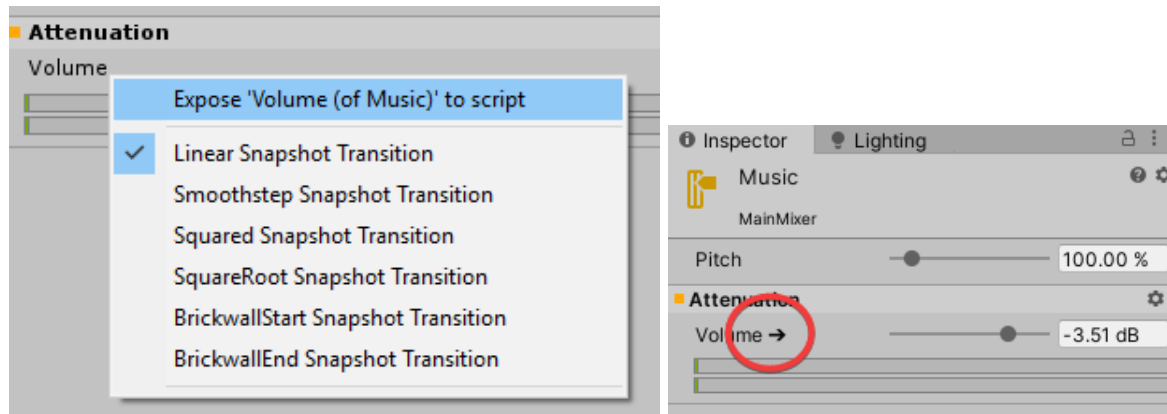 Attenuation
Volume
Expose 'Volume (of Music)' to script
Linear Snapshot Transition
Smoothstep Snapshot Transition
Squared Snapshot Transition
SquareRoot Snapshot Transition
BrickwallStart Snapshot Transition
BrickwallEnd Snapshot Transition
Inspector Lighting
Music
MainMixer
Pitch 100.00 %
Attenuation
Volume → -3.51 dB